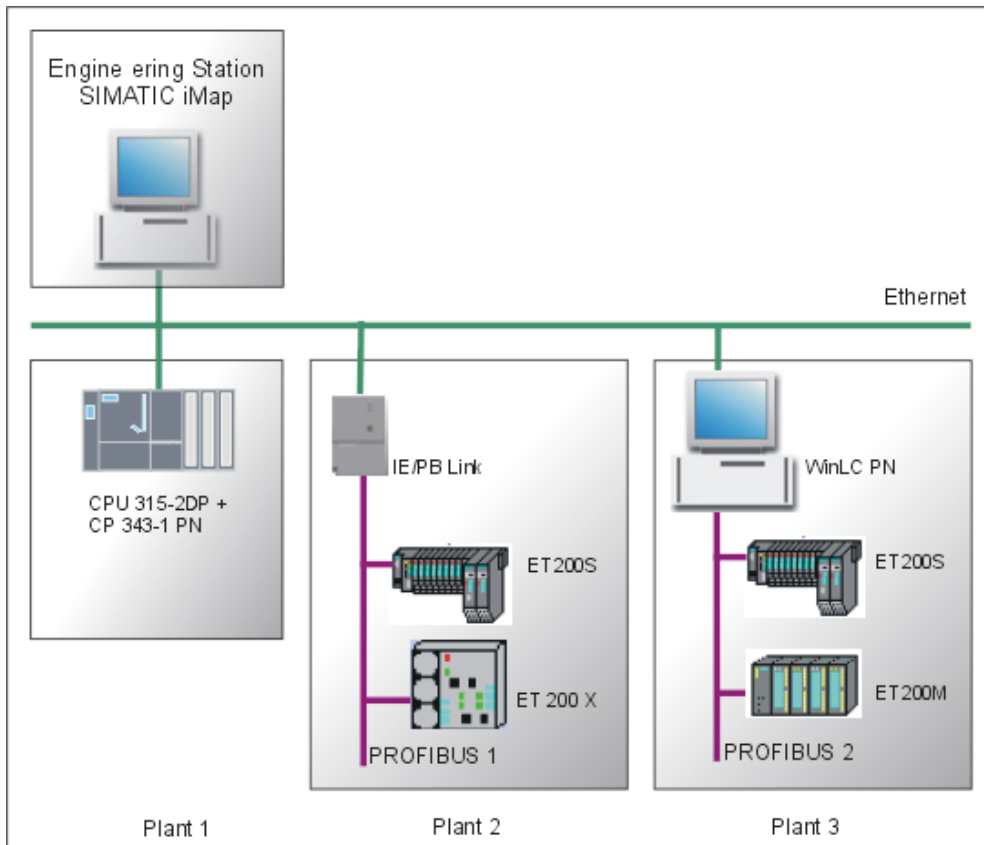 Engine ering Station
SIMATIC iMap
Ethernet
CPU 315-2DP +
CP 343-1 PN
IE/PB Link
ET200S
ET 200 X
PROFIBUS 1
WinLC PN
ET200S
ET200M
PROFIBUS 2
Plant 1
Plant 2
Plant 3